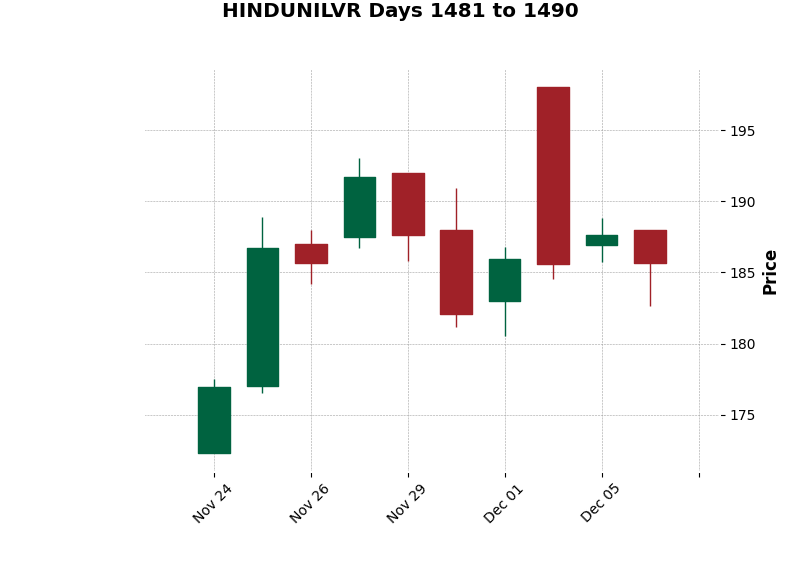 HINDUNILVR Days 1481 to 1490
195
190
185
180
175
Price
Nov 24
Nov 26
Nov 29
Dec 01
Dec 05